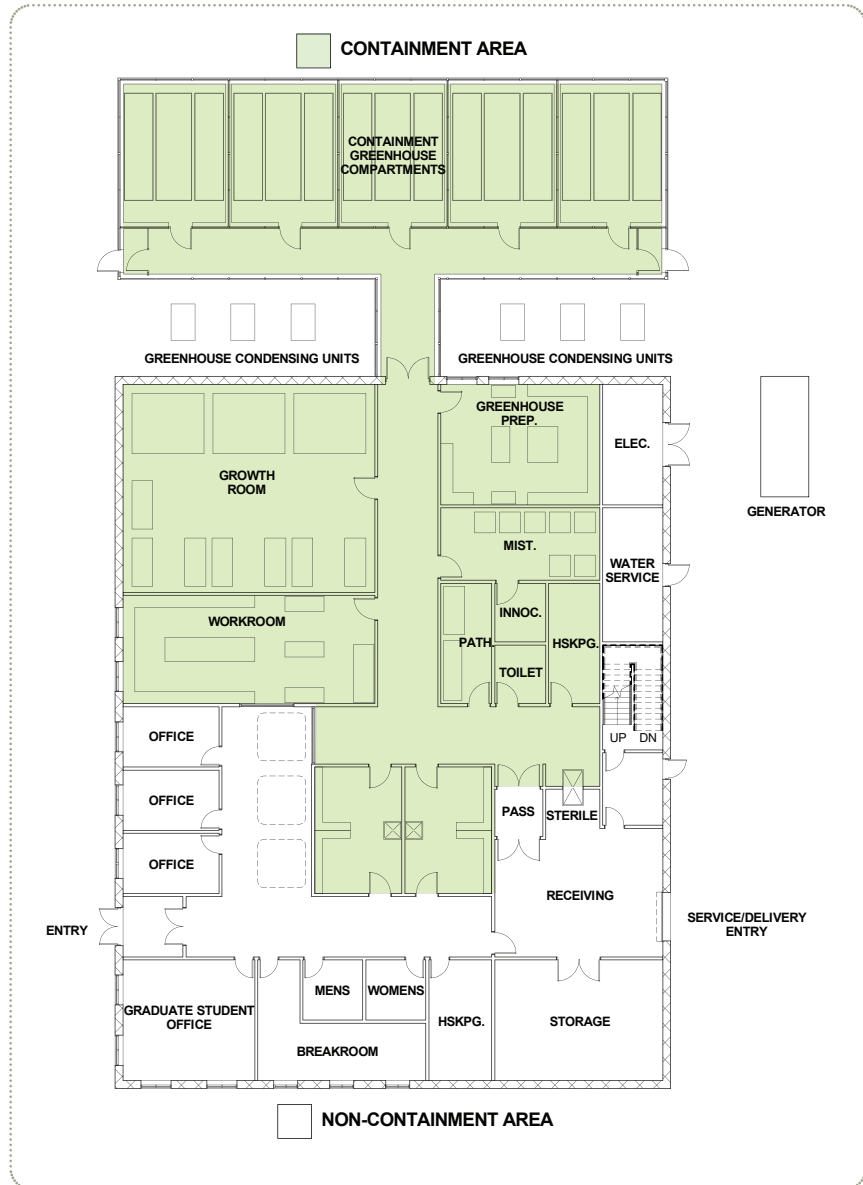 CONTAINMENT AREA
CONTAINMENT
GREENHOUSE
COMPARTMENTS
GREENHOUSE CONDENSING UNITS
GREENHOUSE CONDENSING UNITS
GREENHOUSE
PREP.
ELEC.
GROWTH
ROOM
GENERATOR
MIST.
WATER
SERVICE
INNOC.
WORKROOM
PATH.
HSKPG.
TOILET
OFFICE
UP
DN
OFFICE
PASS
STERILE
OFFICE
RECEIVING
ENTRY
SERVICE/DELIVERY
ENTRY
MENS
WOMENS
GRADUATE STUDENT
OFFICE
HSKPG.
STORAGE
BREAKROOM
NON-CONTAINMENT AREA